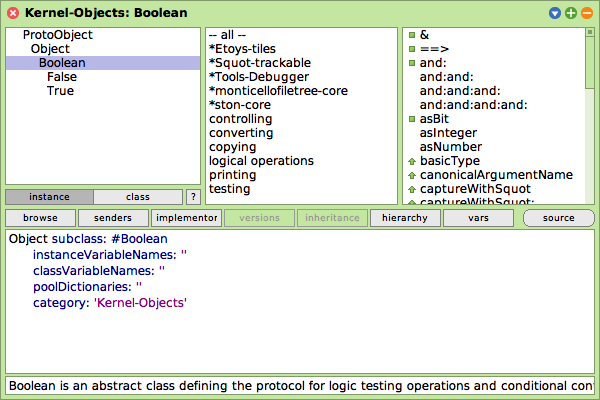 Kernel-Objects: Boolean
ProtoObject
Object
Boolean
False
True
-- all --
*Etoys-tiles
*Squot-trackable
*Tools-Debugger
*monticellofiletree-core
*ston-core
controlling
converting
copying
logical operations
printing
testing
&
==>
and:
and:and:
and:and:and:
and:and:and:and:
asBit
asInteger
asNumber
basicType
canonicalArgumentName
captureWithSquot
captureWithSquot:
instance
class
?
browse
senders
implementor
versions
inheritance
hierarchy
vars
source
Object subclass: #Boolean
instanceVariableNames: ''
classVariableNames: ''
poolDictionaries: ''
category: 'Kernel-Objects'
Boolean is an abstract class defining the protocol for logic testing operations and conditional con